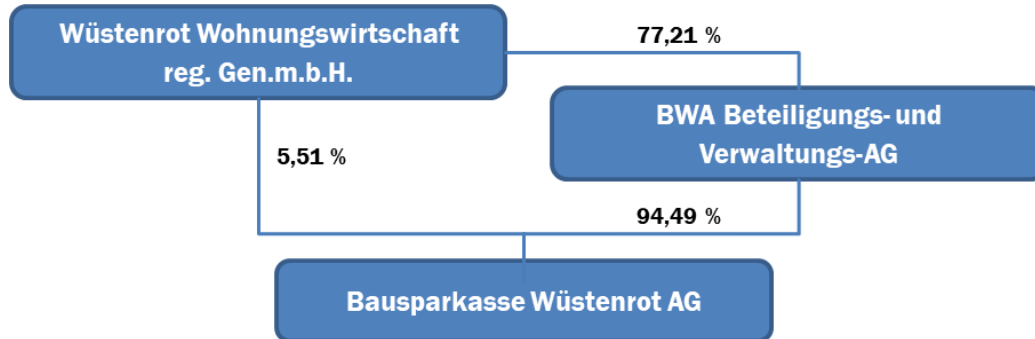 Wüstenrot Wohnungswirtschaft
reg. Gen.m.b.H.
77,21 %
BWA Beteiligungs- und
Verwaltungs-AG
5,51 %
94,49 %
Bausparkasse Wüstenrot AG